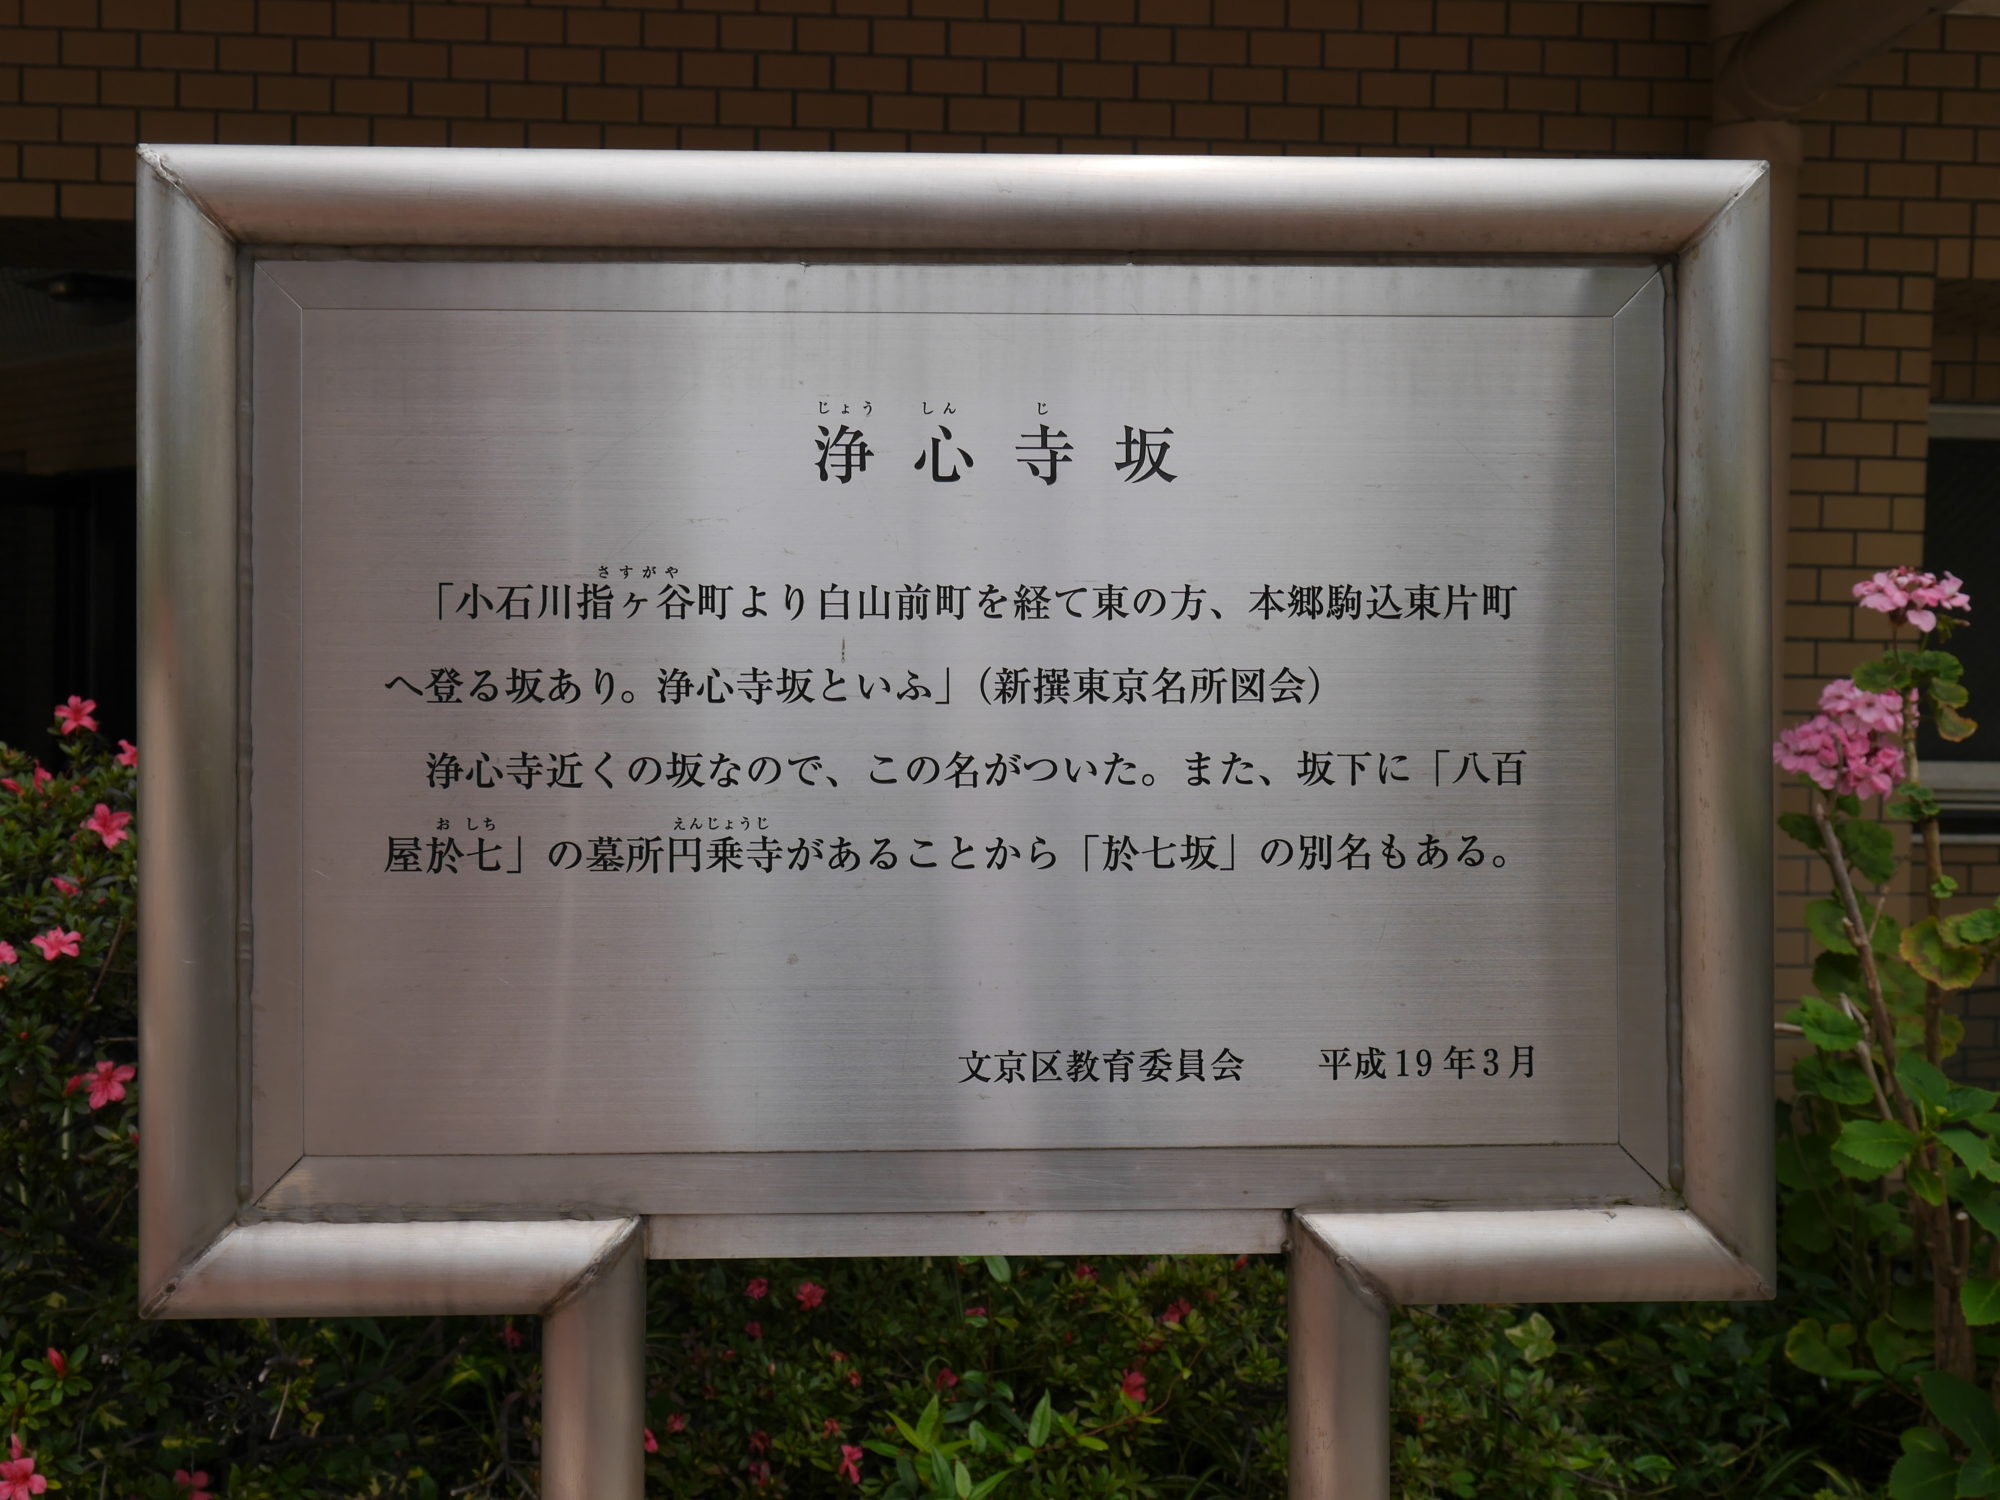 じょうしんじ
浄心寺坂
さすがや
「小石川指ヶ谷町より白山前町を経て東の方、本郷駒込東片町
へ登る坂あり。浄心寺坂といふ」（新撰東京名所図会）
浄心寺近くの坂なので、この名がついた。また、坂下に「八百
おしち えんじょうじ
屋於七」の墓所円乗寺があることから「於七坂」の別名もある。
文京区教育委員会 平成19年3月